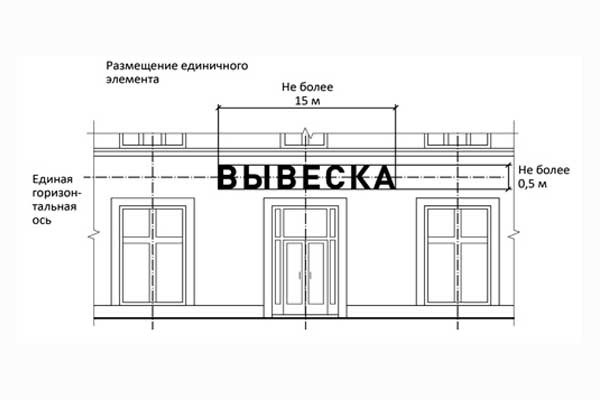 Размещение единичного
элемента
Не более
15 м
ВЫВЕСКА
Единая
горизон-
тальная
ось
Не более
0,5 м